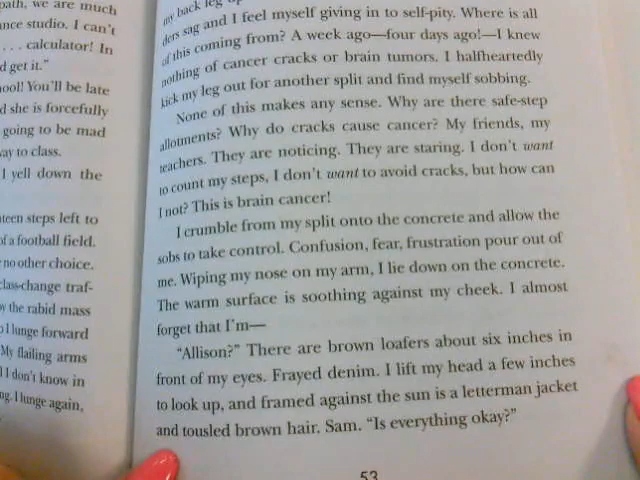 path, we are much
nce studio. I can't
. . . calculator! In
d get it."
ool! You'll be late
d she is forcefully
going to be mad
way to class.
I yell down the
teen steps left to
of a football field.
no other choice.
class-change traf-
the rabid mass
I lunge forward
My flailing arms
I don't know in
ng. I lunge again,
my back leg up
ders sag and I feel myself giving in to self-pity. Where is all
of this coming from? A week ago—four days ago!—I knew
nothing of cancer cracks or brain tumors. I halfheartedly
kick my leg out for another split and find myself sobbing.
None of this makes any sense. Why are there safe-step
allotments? Why do cracks cause cancer? My friends, my
teachers. They are noticing. They are staring. I don't want
to count my steps, I don't want to avoid cracks, but how can
I not? This is brain cancer!
I crumble from my split onto the concrete and allow the
sobs to take control. Confusion, fear, frustration pour out of
me. Wiping my nose on my arm, I lie down on the concrete.
The warm surface is soothing against my cheek. I almost
forget that I'm—
"Allison?" There are brown loafers about six inches in
front of my eyes. Frayed denim. I lift my head a few inches
to look up, and framed against the sun is a letterman jacket
and tousled brown hair. Sam. "Is everything okay?"
53